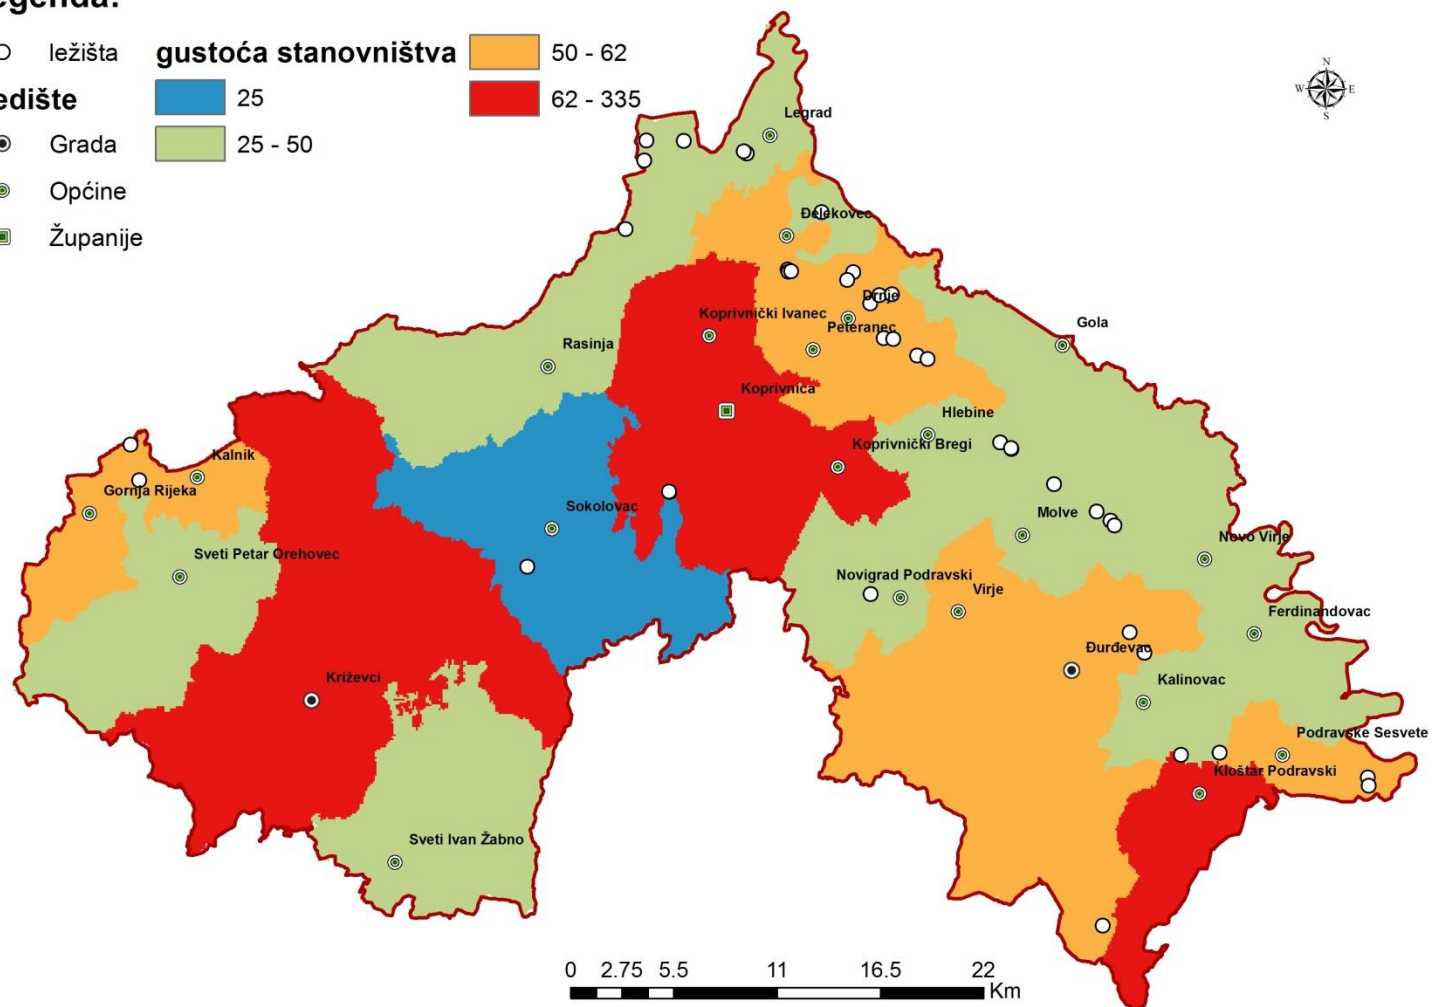 ležišta
gustoća stanovništva
50 - 62
25
62 - 335
Grada
25 - 50
Općine
Županije
N
W
E
S
Legrad
Đelekovec
Drnje
Koprivnički Ivanec
Peteranec
Gola
Rasinja
Koprivnica
Hlebine
Koprivnički Bregi
Kalnik
Gornja Rijeka
Sokolovac
Molve
Sveti Petar Orehovec
Novo Virje
Novigrad Podravski
Virje
Ferdinandovac
Đurđevac
Križevci
Kalinovac
Podravske Sesvete
Kloštar Podravski
Sveti Ivan Žabno
0 2.75 5.5 11 16.5 22
Km